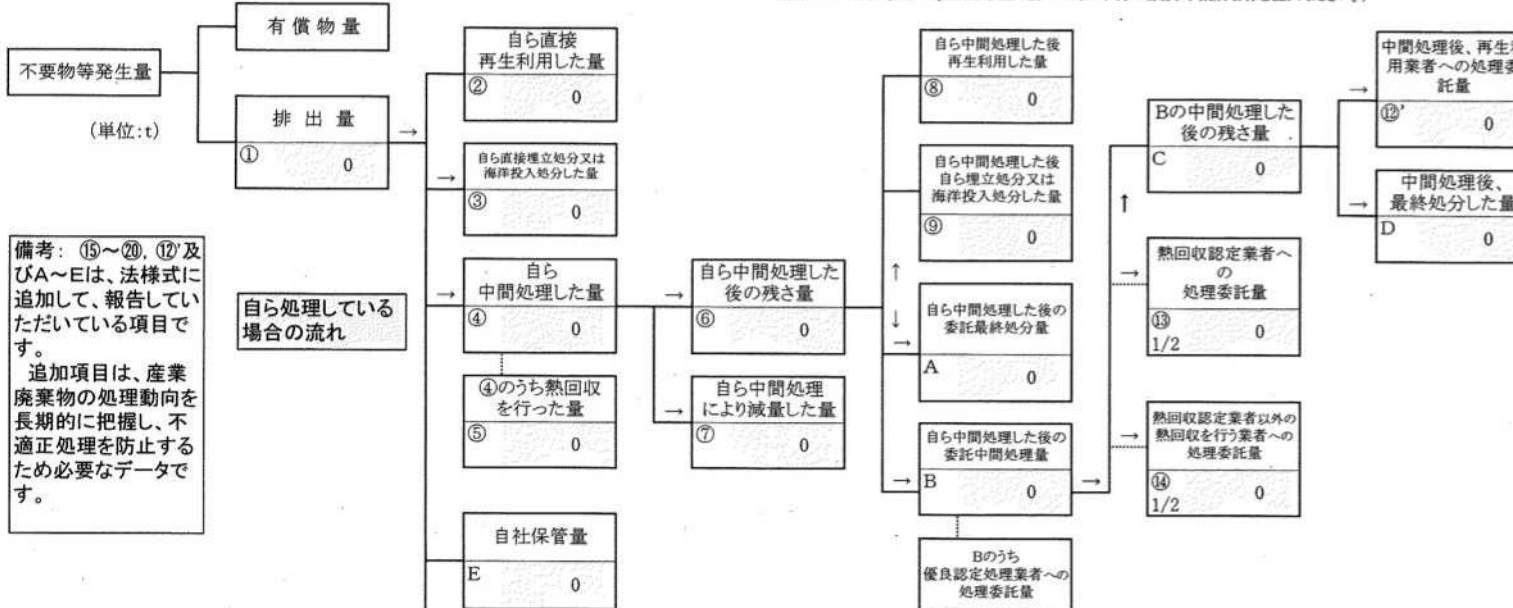 有償物量
不要物等発生量
(単位:t)
排出量
①
0
→
備考： ⑮～⑳, ⑫'及
びA～Eは、法様式に
追加して、報告してい
ただいている項目で
す。
追加項目は、産業
廃棄物の処理動向を
長期的に把握し、不
適正処理を防止する
ため必要なデータで
す。
自ら処理している
場合の流れ
自ら直接
再生利用した量
②
0
→
自ら直接埋立処分又は
海洋投入処分した量
③
0
→
自ら
中間処理した量
④
0
④のうち熱回収
を行った量
⑤
0
自社保管量
E
0
→
自ら中間処理した
後の残さ量
⑥
0
→
自ら中間処理
により減量した量
⑦
0
自ら中間処理した後
再生利用した量
⑧
0
自ら中間処理した後
自ら埋立処分又は
海洋投入処分した量
⑨
0
↑
↓
→
自ら中間処理した後の
委託最終処分量
A
0
→
自ら中間処理した後の
委託中間処理量
B
0
→
Bのうち
優良認定処理業者への
処理委託量
Bの中間処理した
後の残さ量
C
0
↑
→
熱回収認定業者へ
の
処理委託量
⑬
1/2
0
→
熱回収認定業者以外の
熱回収を行う業者への
処理委託量
⑭
1/2
0
→
中間処理後、再生利
用業者への処理委
託量
⑫'
0
→
中間処理後、
最終処分した量
D
0